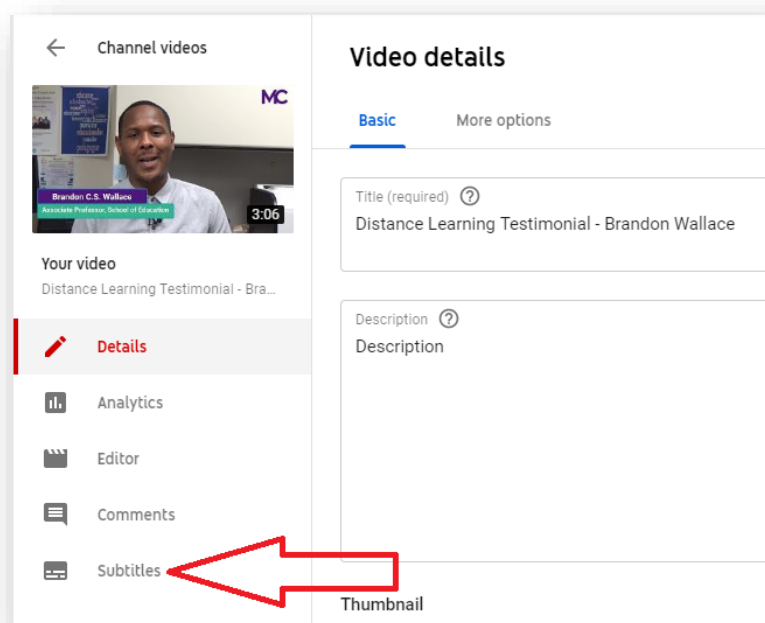 Channel videos
MC
Brandon C.S. Wallace
Associate Professor, School of Education
3:06
Your video
Distance Learning Testimonial - Bra...
Details
Analytics
Editor
Comments
Subtitles
Video details
Basic
More options
Title (required)
Distance Learning Testimonial - Brandon Wallace
Description
Description
Thumbnail